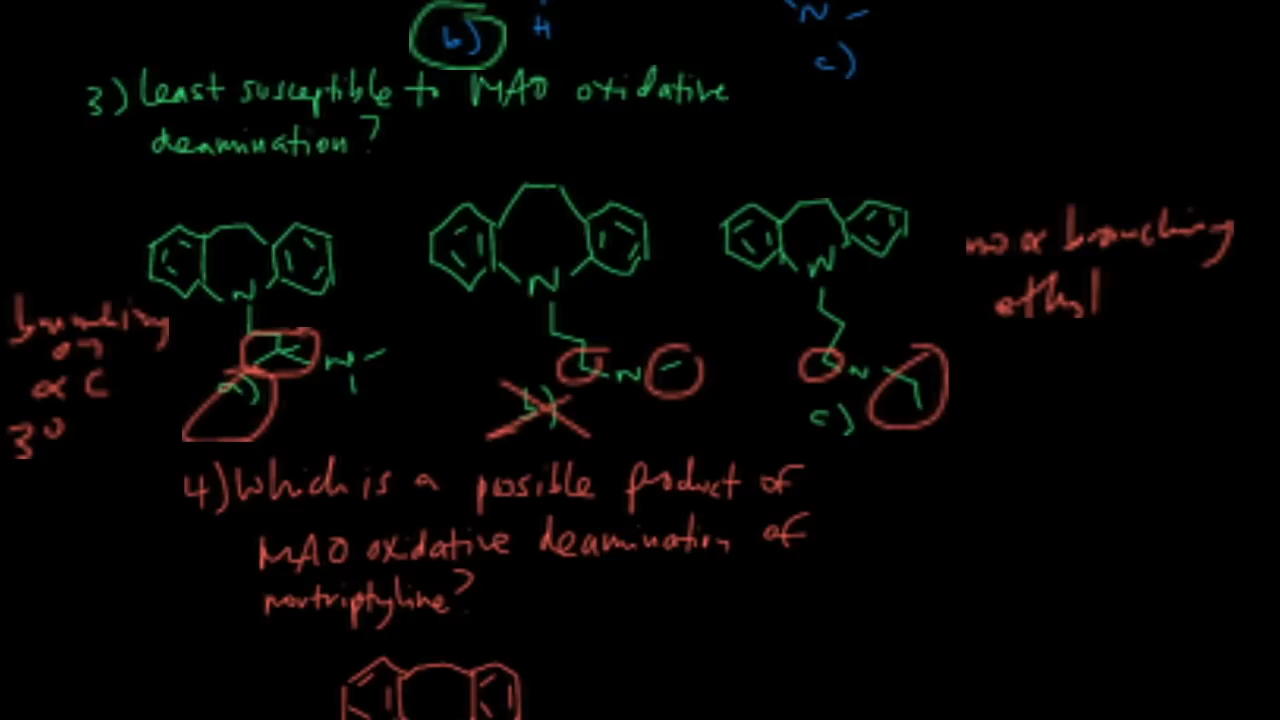 b)
H
N
c)
3) least susceptible to MAO oxidative
deamination?
N
N
N
no α branching
ethyl
branching
on
α C
3°
N
a)
N
b)
N
c)
4) Which is a possible product of
MAO oxidative deamination of
nortriptyline?